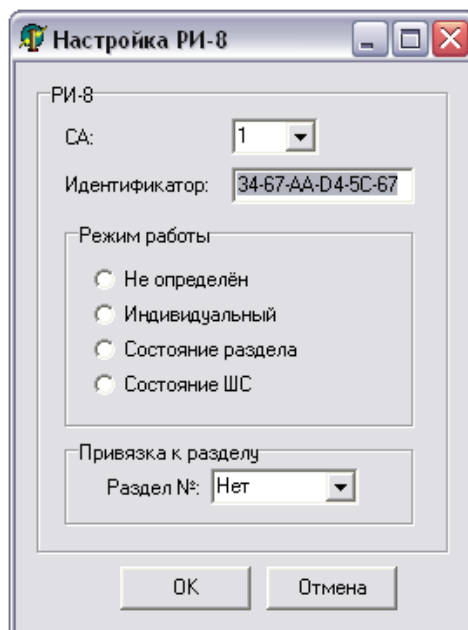 Настройка РИ-8
РИ-8
СА: 1
Идентификатор: 34-67-AA-D4-5C-67
Режим работы
Не определён
Индивидуальный
Состояние раздела
Состояние ШС
Привязка к разделу
Раздел №: Нет
OK Отмена